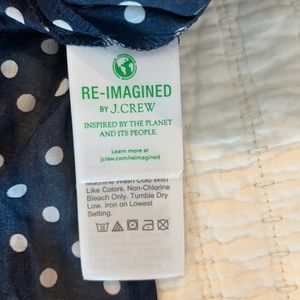 RE-IMAGINED
BY J.CREW
INSPIRED BY THE PLANET
AND ITS PEOPLE.
Learn more at
jcrew.com/reimagined
Machine Wash Cold With
Like Colors. Non-Chlorine
Bleach Only. Tumble Dry
Low. Iron on Lowest
Setting.